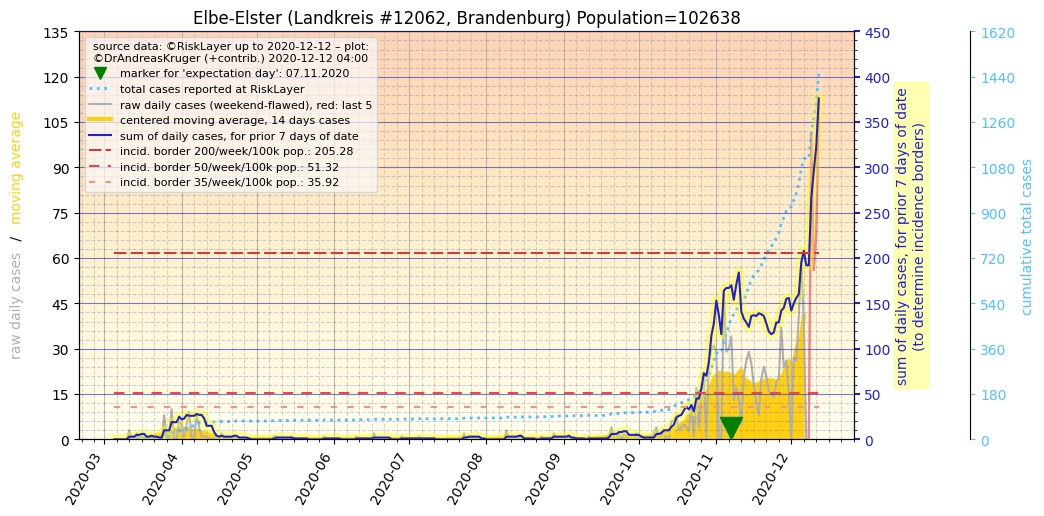 Elbe-Elster (Landkreis #12062, Brandenburg) Population=102638
source data: ©RiskLayer up to 2020-12-12 – plot:
©DrAndreasKruger (+contrib.) 2020-12-12 04:00
marker for 'expectation day': 07.11.2020
total cases reported at RiskLayer
raw daily cases (weekend-flawed), red: last 5
centered moving average, 14 days cases
sum of daily cases, for prior 7 days of date
incid. border 200/week/100k pop.: 205.28
incid. border 50/week/100k pop.: 51.32
incid. border 35/week/100k pop.: 35.92
raw daily cases / moving average
135
120
105
90
75
60
45
30
15
0
2020-03
2020-04
2020-05
2020-06
2020-07
2020-08
2020-09
2020-10
2020-11
2020-12
450
400
350
300
250
200
150
100
50
0
sum of daily cases, for prior 7 days of date
(to determine incidence borders)
1620
1440
1260
1080
900
720
540
360
180
0
cumulative total cases